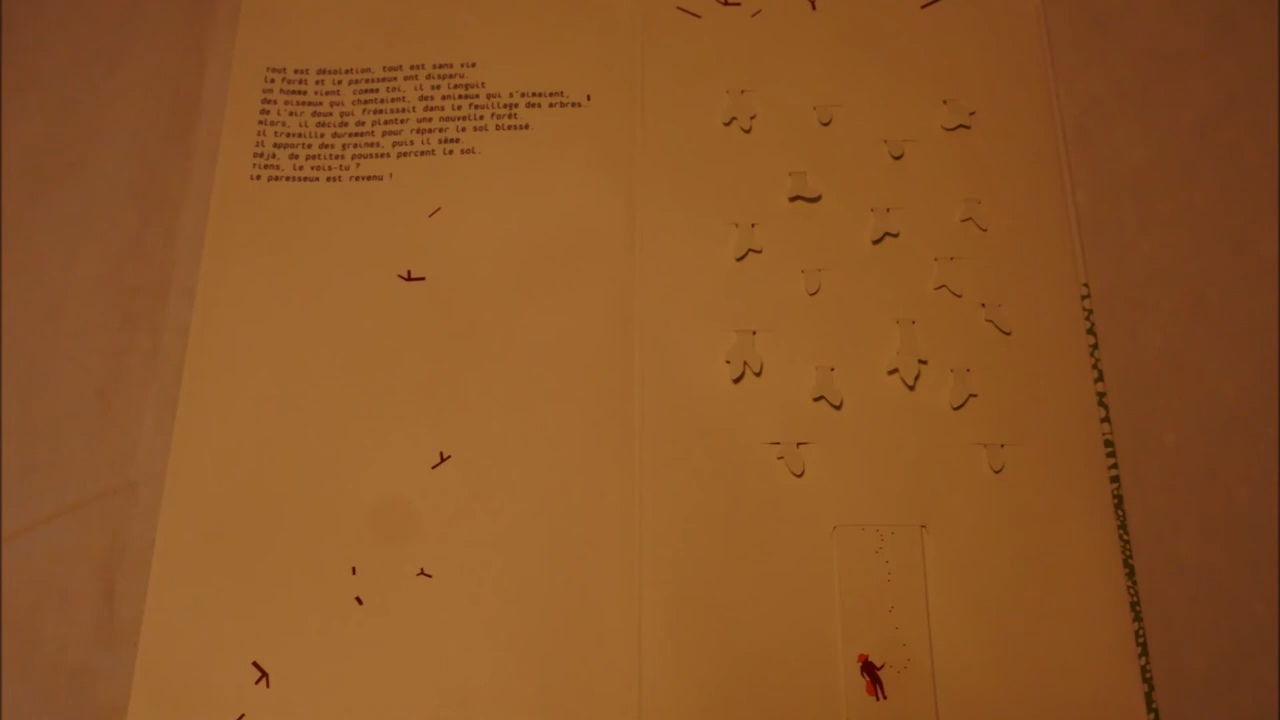 Tout est désolation, tout est sans vie
la forêt et le paresseux ont disparu.
un homme vient. comme toi, il se languit
des oiseaux qui chantaient, des animaux qui s'aimaient,
de l'air doux qui frémissait dans le feuillage des arbres.
Alors, il décide de planter une nouvelle forêt.
Il travaille durement pour réparer le sol blessé.
Il apporte des graines, puis il sème.
Déjà, de petites pousses percent le sol.
Tiens, le vois-tu ?
Le paresseux est revenu !